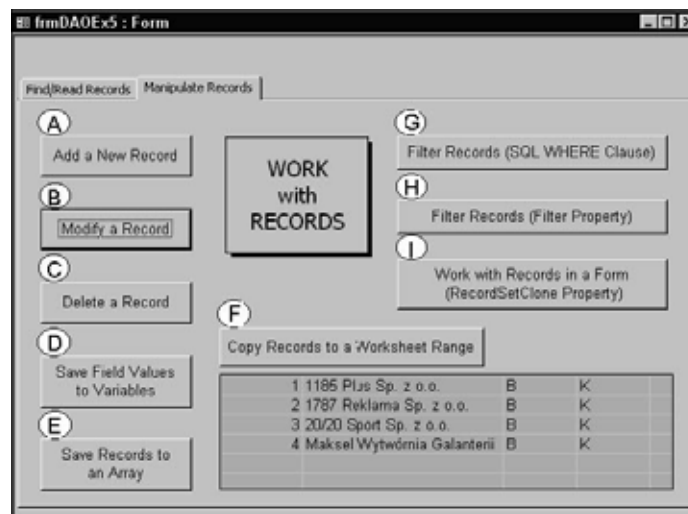 frmDAOEx5 : Form
Find/Read Records
Manipulate Records
A
Add a New Record
B
Modify a Record
C
Delete a Record
D
Save Field Values
to Variables
E
Save Records to
an Array
WORK
with
RECORDS
G
Filter Records (SQL WHERE Clause)
H
Filter Records (Filter Property)
I
Work with Records in a Form
(RecordSetClone Property)
F
Copy Records to a Worksheet Range
1 1185 Plus Sp. z o.o. B K
2 1787 Reklama Sp. z o.o. B K
3 20/20 Sport Sp. z o.o. B K
4 Maksel Wytwórnia Galanterii B K